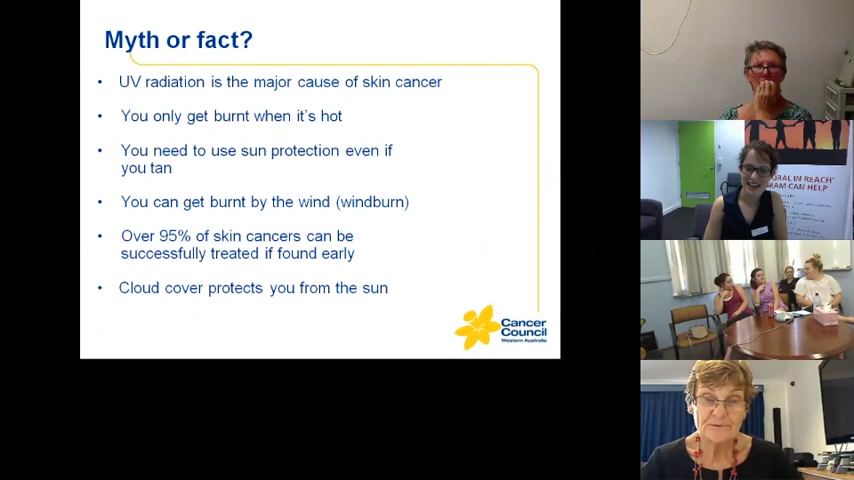 Myth or fact?
• UV radiation is the major cause of skin cancer
• You only get burnt when it's hot
• You need to use sun protection even if
you tan
• You can get burnt by the wind (windburn)
• Over 95% of skin cancers can be
successfully treated if found early
• Cloud cover protects you from the sun
Cancer
Council
Western Australia
ORAL IN REACH'
RAM CAN HELP